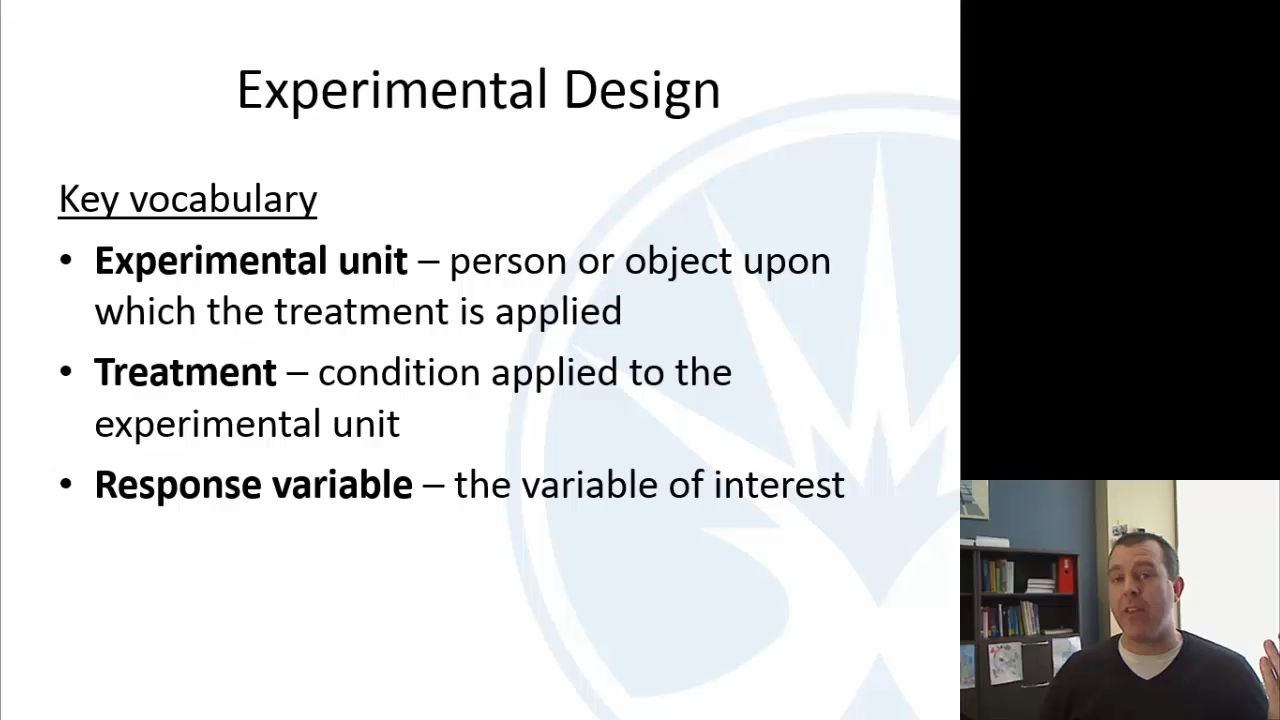 Experimental Design
Key vocabulary
• Experimental unit – person or object upon
which the treatment is applied
• Treatment – condition applied to the
experimental unit
• Response variable – the variable of interest